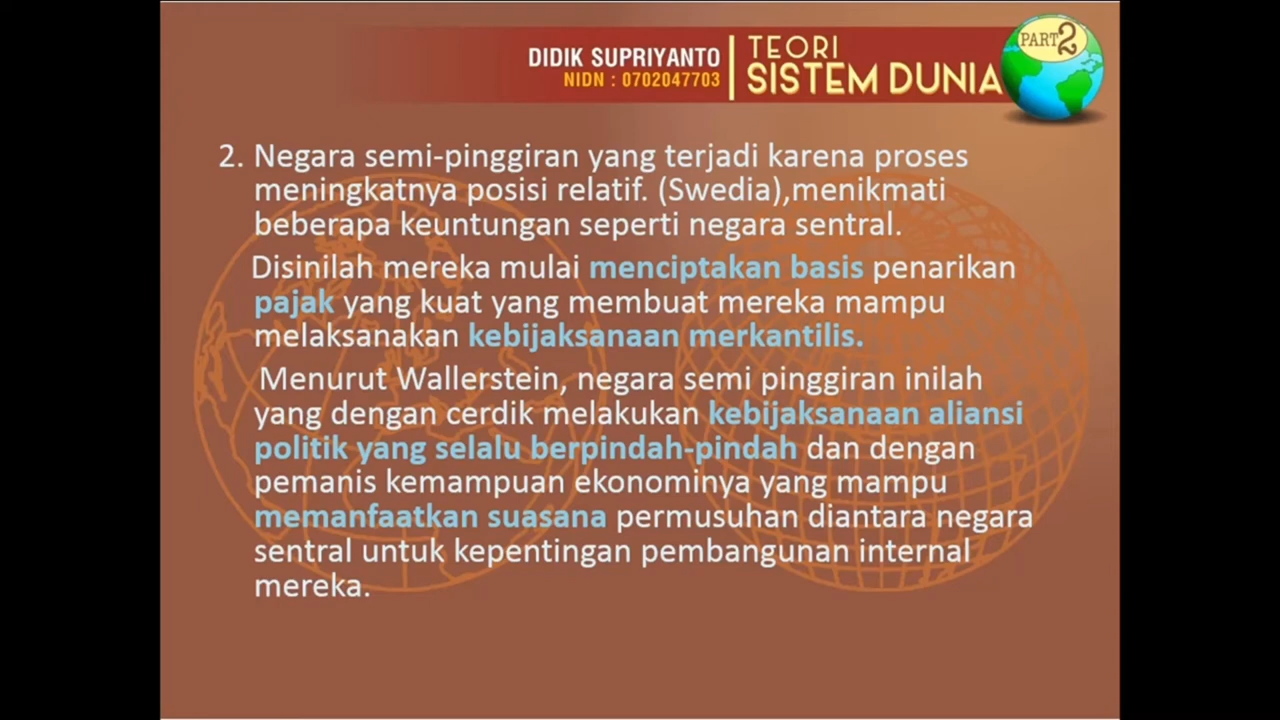 DIDIK SUPRIYANTO
NIDN : 0702047703
TEORI
SISTEM DUNIA
PART 2
2. Negara semi-pinggiran yang terjadi karena proses
meningkatnya posisi relatif. (Swedia),menikmati
beberapa keuntungan seperti negara sentral.
Disinilah mereka mulai menciptakan basis penarikan
pajak yang kuat yang membuat mereka mampu
melaksanakan kebijaksanaan merkantilis.
Menurut Wallerstein, negara semi pinggiran inilah
yang dengan cerdik melakukan kebijaksanaan aliansi
politik yang selalu berpindah-pindah dan dengan
pemanis kemampuan ekonominya yang mampu
memanfaatkan suasana permusuhan diantara negara
sentral untuk kepentingan pembangunan internal
mereka.